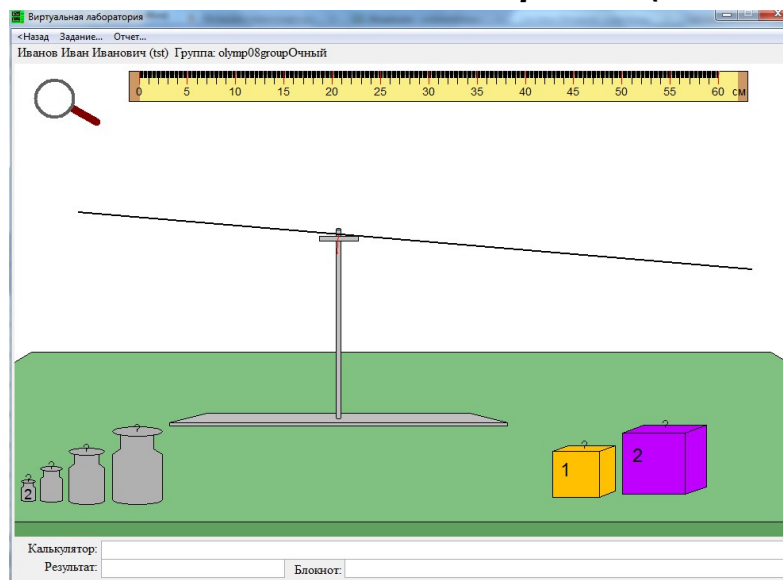 Виртуальная лаборатория
<Назад Задание... Отчет...
Иванов Иван Иванович (tst) Группа: olymp08groupОчный
0 5 10 15 20 25 30 35 40 45 50 55 60 см
2
1
2
Калькулятор:
Результат: Блокнот: